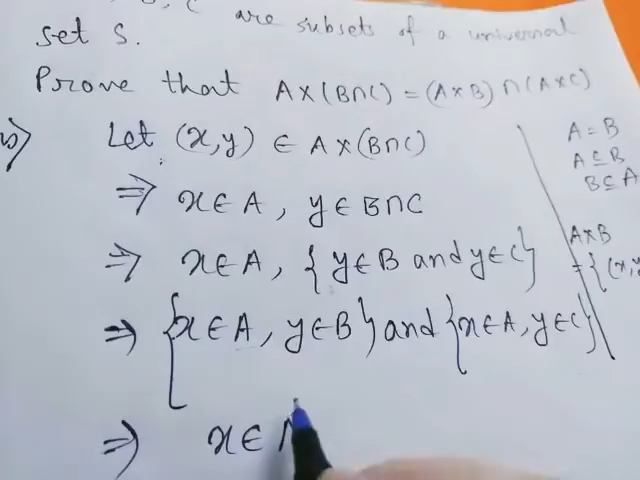 C are subsets of a universal
set S.
Prove that A×(B∩C) = (A×B)∩(A×C)
Let (x,y) ∈ A×(B∩C)
⇒ x∈A, y∈B∩C
⇒ x∈A, {y∈B and y∈C}
⇒ {x∈A, y∈B} and {x∈A, y∈C}
⇒ x∈
A=B
A⊆B
B⊆A
A×B
={(x,y